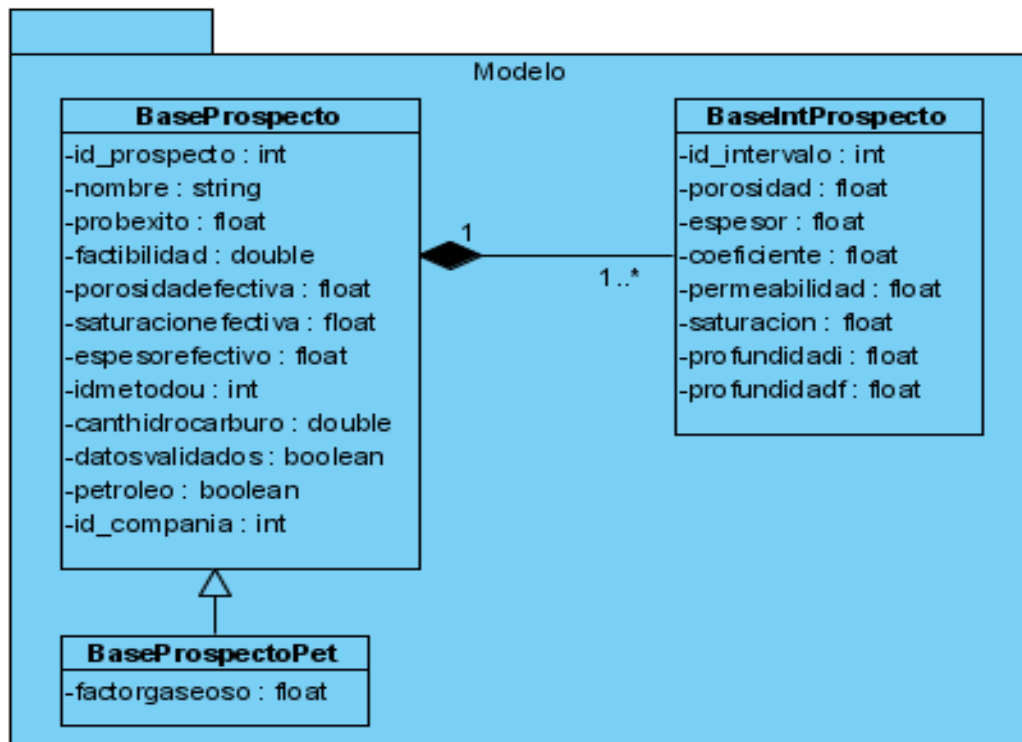 Modelo
BaseProspecto
-id_prospecto : int
-nombre : string
-probexito : float
-factibilidad : double
-porosidadefectiva : float
-saturacionefectiva : float
-espesorefectivo : float
-idmetodou : int
-canthidrocarburo : double
-datosvalidados : boolean
-petroleo : boolean
-id_compania : int
1
1..*
BaseIntProspecto
-id_intervalo : int
-porosidad : float
-espesor : float
-coeficiente : float
-permeabilidad : float
-saturacion : float
-profundidadi : float
-profundidadf : float
BaseProspectoPet
-factorgaseoso : float